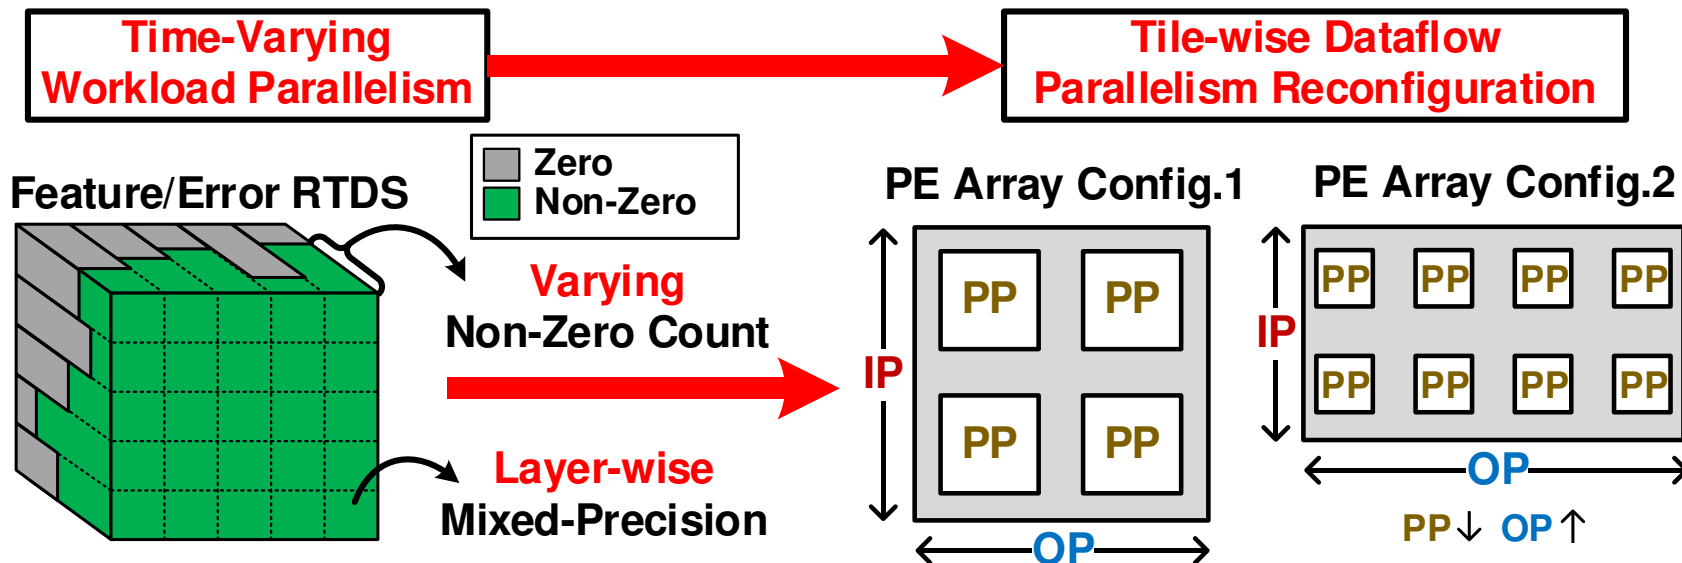 Time-Varying
Workload Parallelism
Tile-wise Dataflow
Parallelism Reconfiguration
Zero
Non-Zero
Feature/Error RTDS
Varying
Non-Zero Count
Layer-wise
Mixed-Precision
PE Array Config.1
PP PP
IP
PP PP
OP
PE Array Config.2
PP PP PP PP
IP
PP PP PP PP
OP
PP↓ OP↑